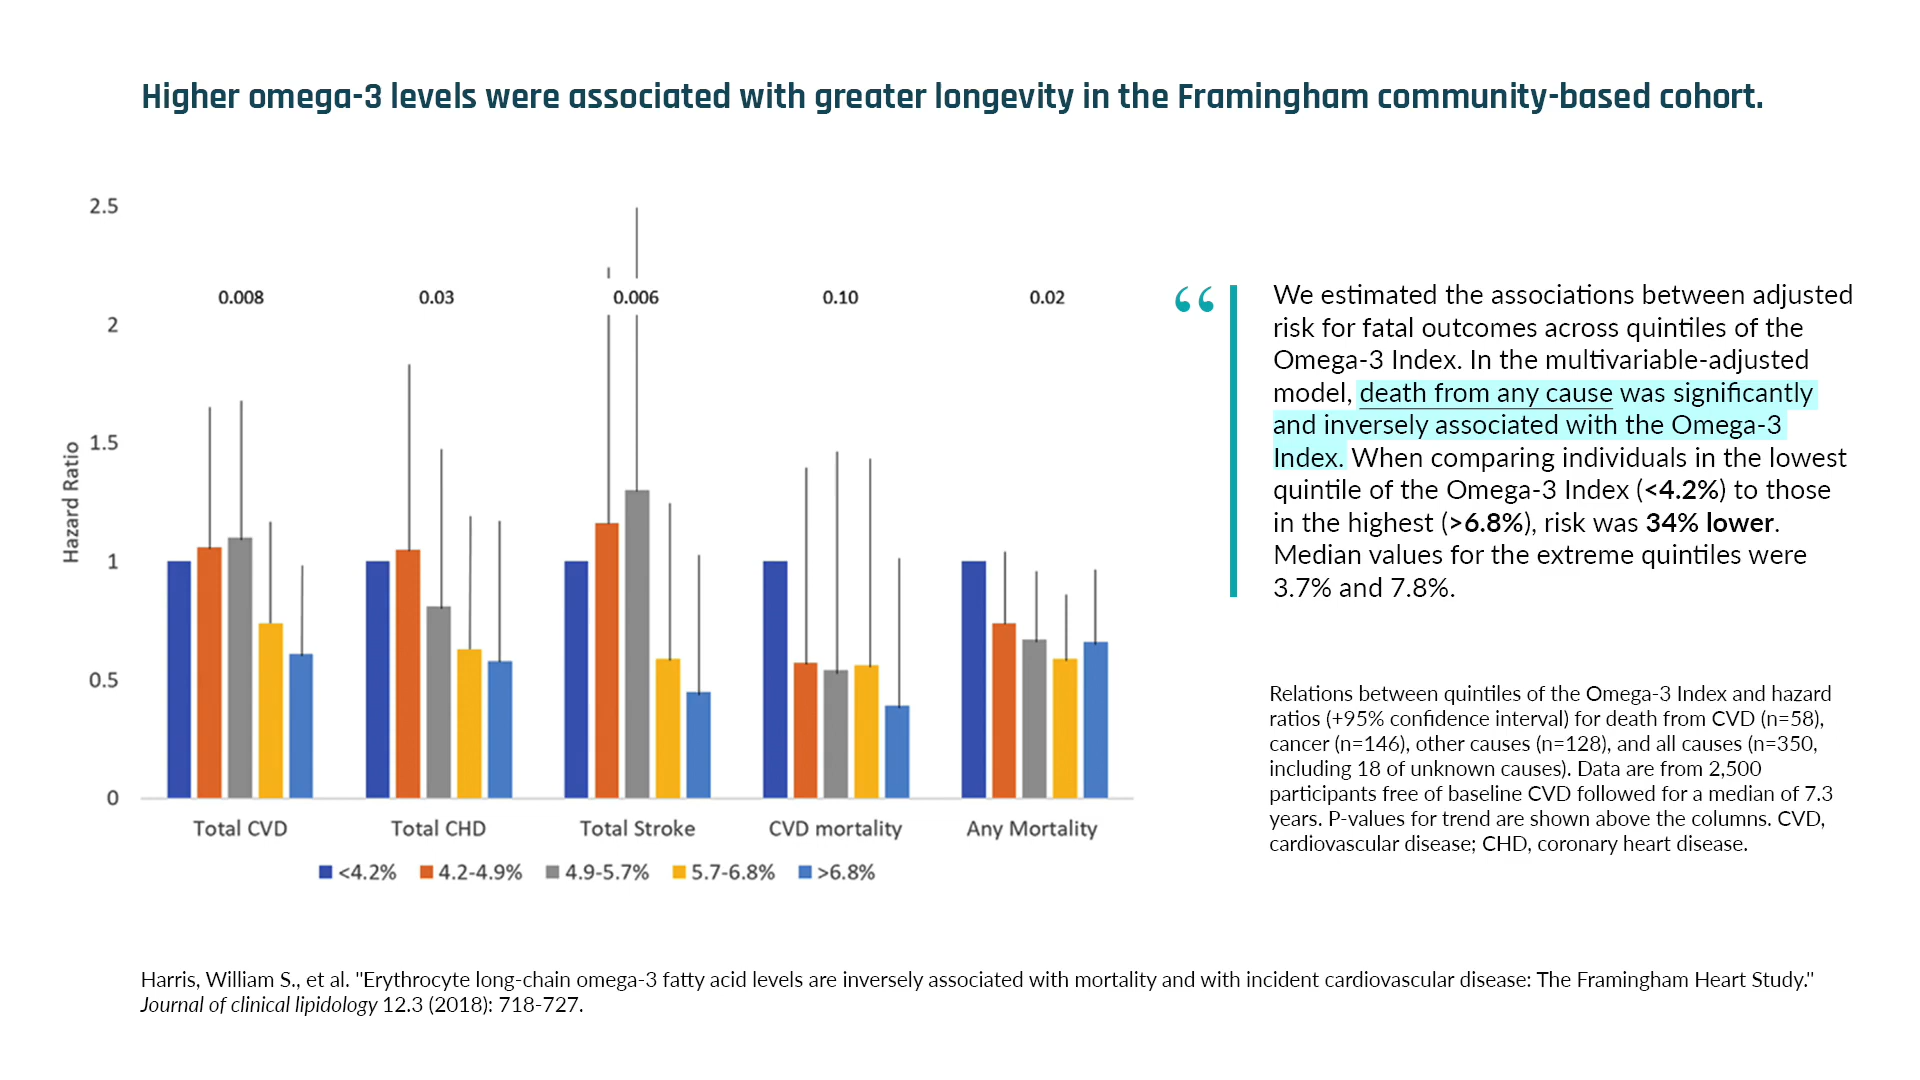 Higher omega-3 levels were associated with greater longevity in the Framingham community-based cohort.
2.5
2
1.5
1
0.5
0
Hazard Ratio
0.008
0.03
0.006
0.10
0.02
Total CVD
Total CHD
Total Stroke
CVD mortality
Any Mortality
<4.2%
4.2-4.9%
4.9-5.7%
5.7-6.8%
>6.8%
“
We estimated the associations between adjusted
risk for fatal outcomes across quintiles of the
Omega-3 Index. In the multivariable-adjusted
model, death from any cause was significantly
and inversely associated with the Omega-3
Index. When comparing individuals in the lowest
quintile of the Omega-3 Index (<4.2%) to those
in the highest (>6.8%), risk was 34% lower.
Median values for the extreme quintiles were
3.7% and 7.8%.
Relations between quintiles of the Omega-3 Index and hazard
ratios (+95% confidence interval) for death from CVD (n=58),
cancer (n=146), other causes (n=128), and all causes (n=350,
including 18 of unknown causes). Data are from 2,500
participants free of baseline CVD followed for a median of 7.3
years. P-values for trend are shown above the columns. CVD,
cardiovascular disease; CHD, coronary heart disease.
Harris, William S., et al. "Erythrocyte long-chain omega-3 fatty acid levels are inversely associated with mortality and with incident cardiovascular disease: The Framingham Heart Study."
Journal of clinical lipidology 12.3 (2018): 718-727.